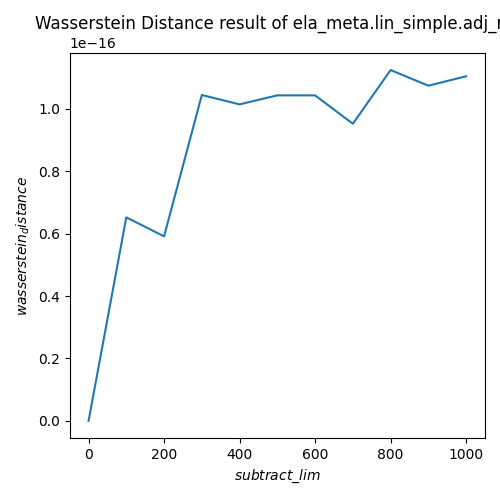 Wasserstein Distance result of ela_meta.lin_simple.adj_r
1e−16
1.0
0.8
0.6
0.4
0.2
0.0
wasserstein_distance
0 200 400 600 800 1000
subtract_lim